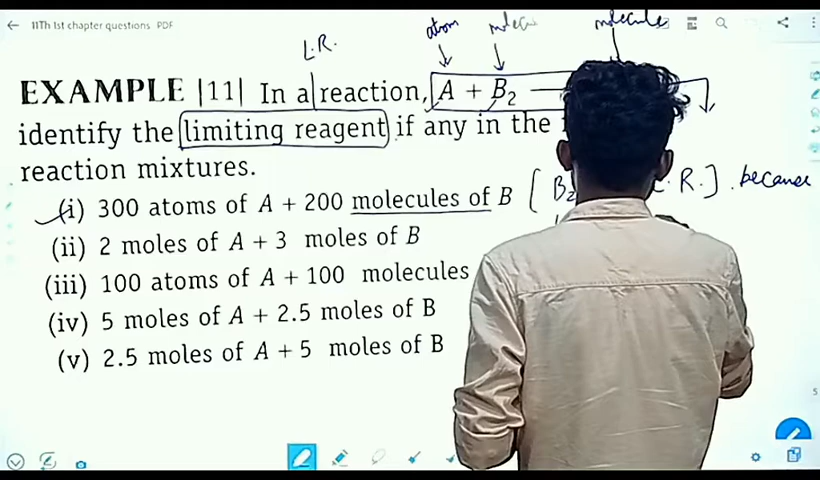 11Th 1st chapter questions PDF
atom molec molecule
L.R.
EXAMPLE |11| In a reaction, A + B₂
identify the limiting reagent if any in the
reaction mixtures.
(i) 300 atoms of A + 200 molecules of B [ B₂ R.] . because
(ii) 2 moles of A + 3 moles of B
(iii) 100 atoms of A + 100 molecules
(iv) 5 moles of A + 2.5 moles of B
(v) 2.5 moles of A + 5 moles of B